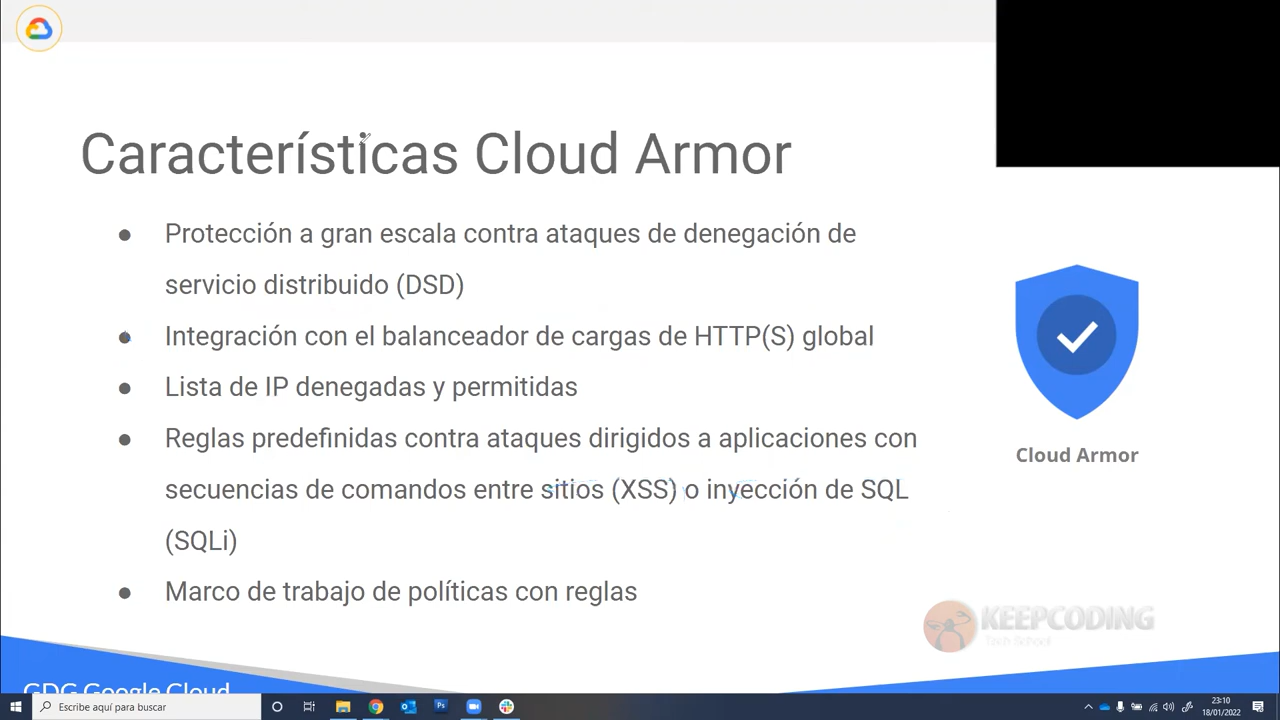 Características Cloud Armor
● Protección a gran escala contra ataques de denegación de
servicio distribuido (DSD)
● Integración con el balanceador de cargas de HTTP(S) global
● Lista de IP denegadas y permitidas
● Reglas predefinidas contra ataques dirigidos a aplicaciones con
secuencias de comandos entre sitios (XSS) o inyección de SQL
(SQLi)
● Marco de trabajo de políticas con reglas
Cloud Armor
KEEPCODING
Tech School
GDG Google Cloud
Escribe aquí para buscar
Ps
23:10
18/01/2022